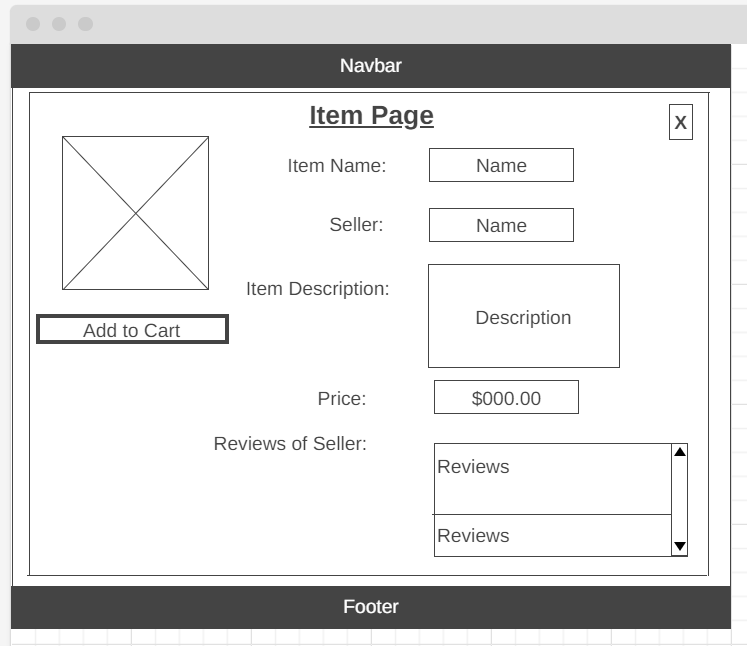 Navbar
Item Page
X
Item Name:
Name
Seller:
Name
Item Description:
Description
Add to Cart
Price:
$000.00
Reviews of Seller:
Reviews
Reviews
Footer